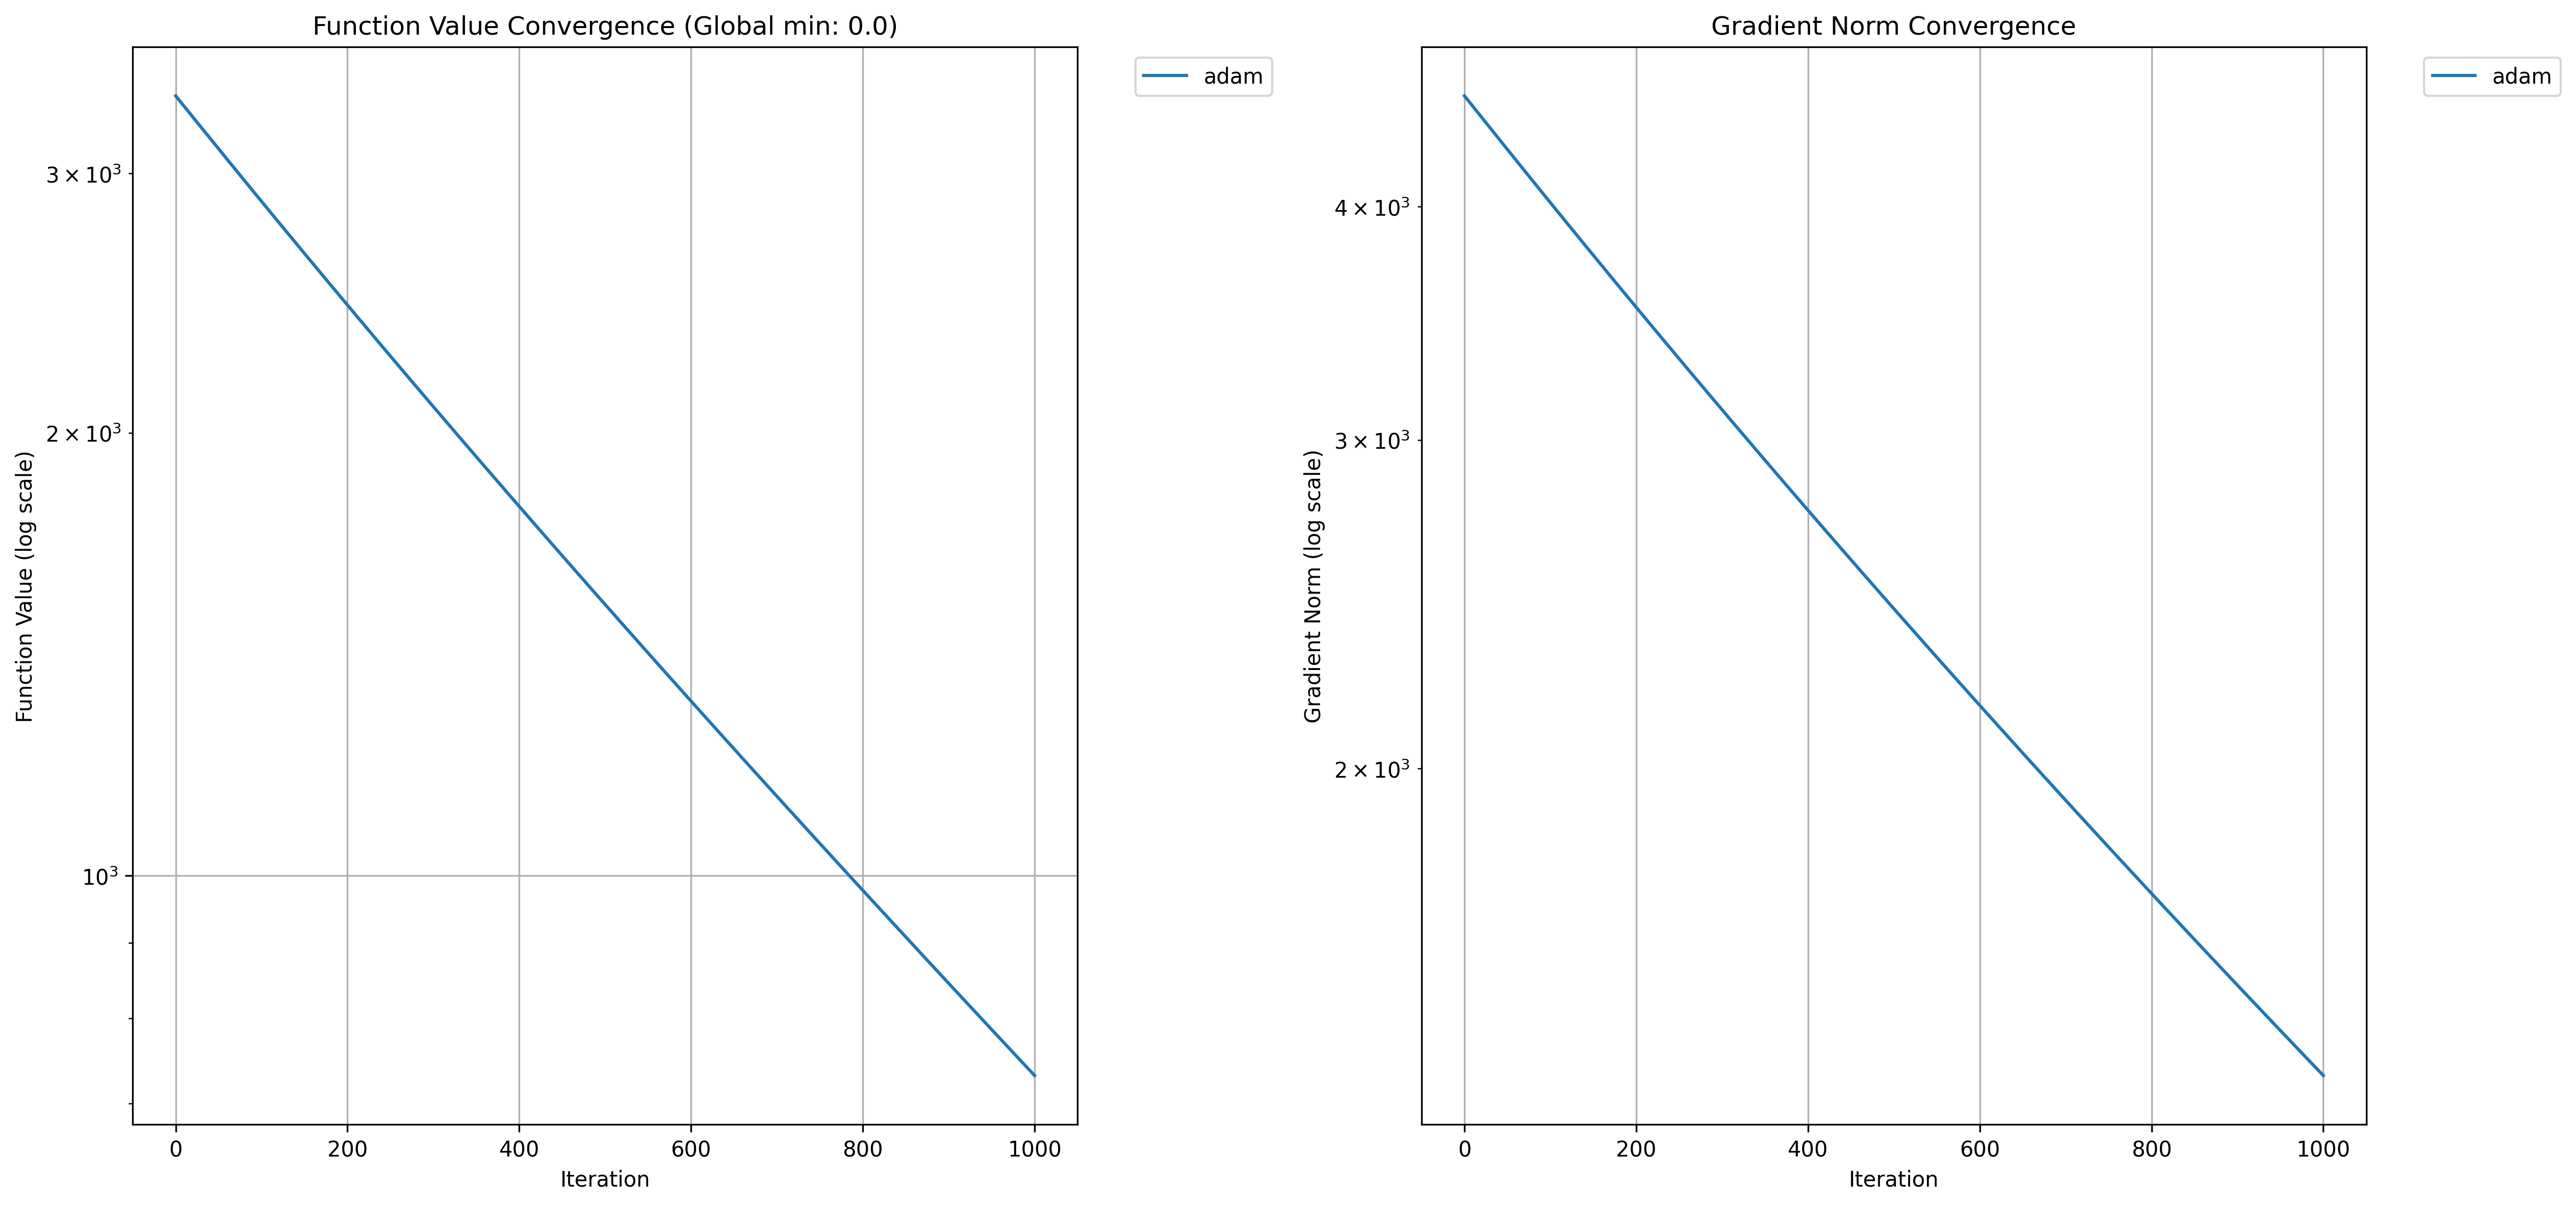 Function Value Convergence (Global min: 0.0)
adam
Function Value (log scale)
3 × 10³
2 × 10³
10³
0 200 400 600 800 1000
Iteration
Gradient Norm Convergence
adam
Gradient Norm (log scale)
4 × 10³
3 × 10³
2 × 10³
0 200 400 600 800 1000
Iteration